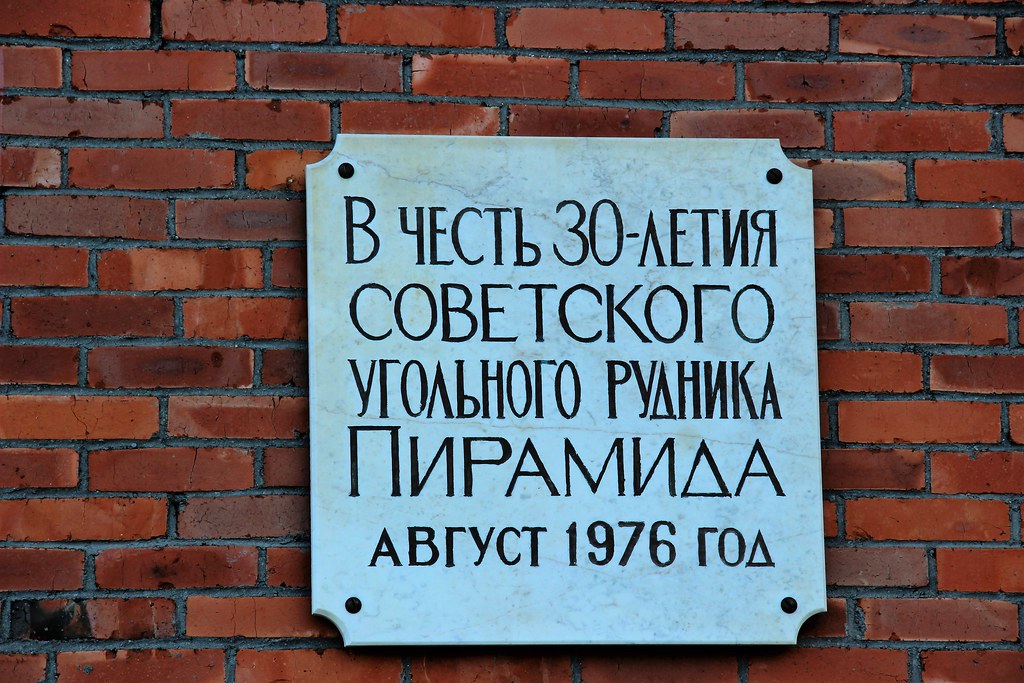 В ЧЕСТЬ 30-ЛЕТИЯ
СОВЕТСКОГО
УГОЛЬНОГО РУДНИКА
ПИРАМИДА
АВГУСТ 1976 ГОД